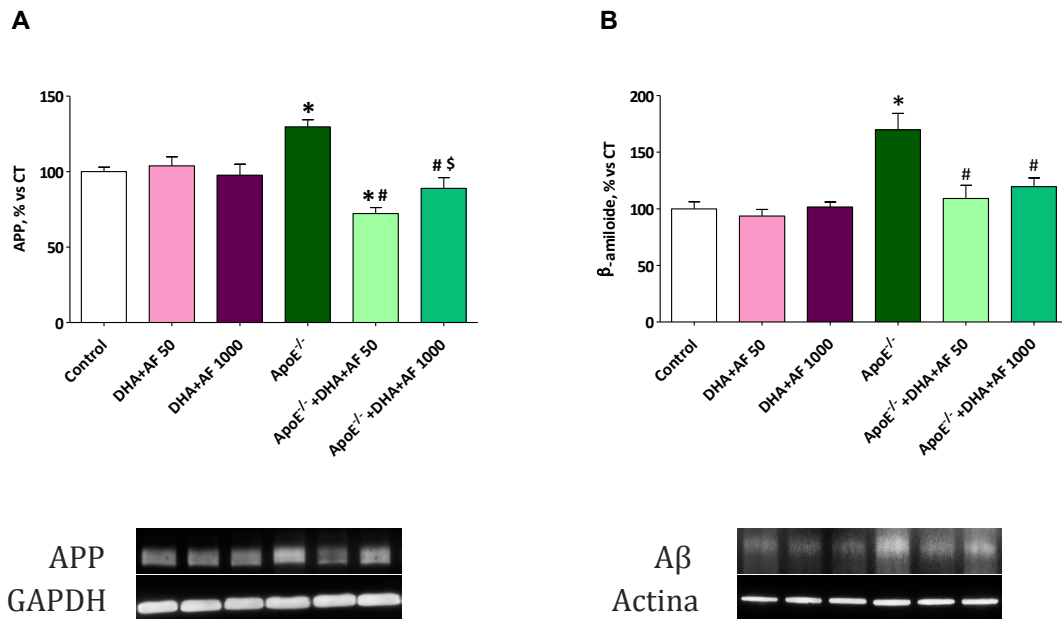 A
APP, % vs CT
150
100
50
0
*
* #
# $
Control
DHA+AF 50
DHA+AF 1000
ApoE-/-
ApoE-/- +DHA+AF 50
ApoE-/- +DHA+AF 1000
APP
GAPDH
B
β-amiloide, % vs CT
200
150
100
50
0
*
#
#
Control
DHA+AF 50
DHA+AF 1000
ApoE-/-
ApoE-/- +DHA+AF 50
ApoE-/- +DHA+AF 1000
Aβ
Actina